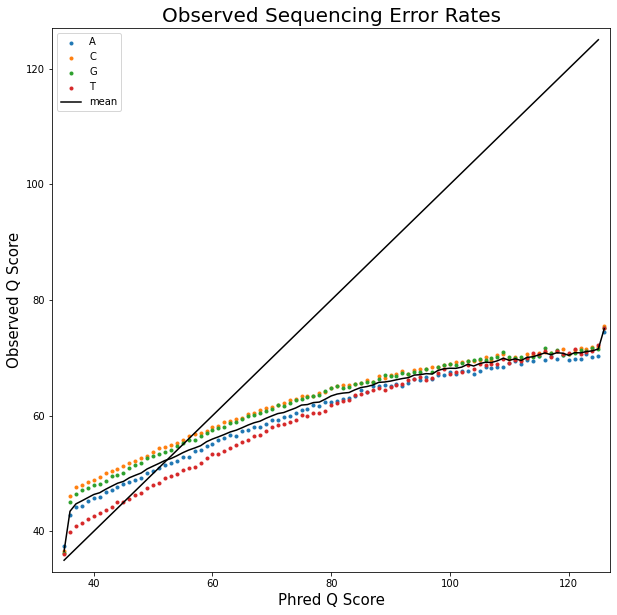 Observed Sequencing Error Rates
A
C
G
T
mean
120
100
80
60
40
Observed Q Score
40 60 80 100 120
Phred Q Score